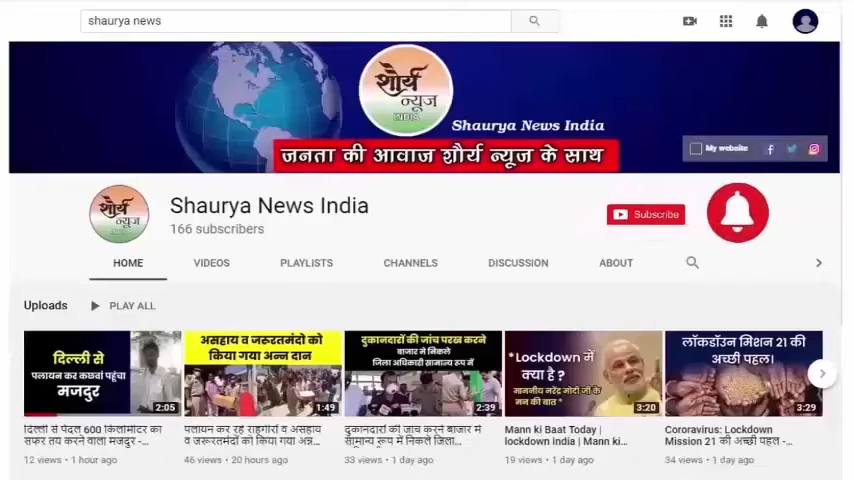 shaurya news
शौर्य
न्यूज
INDIA
Shaurya News India
जनता की आवाज शौर्य न्यूज के साथ
My website
शौर्य
न्यूज
Shaurya News India
166 subscribers
Subscribe
HOME VIDEOS PLAYLISTS CHANNELS DISCUSSION ABOUT
Uploads PLAY ALL
दिल्ली से
पलायन कर कछवां पहुंचा
मजदुर
2:05
असहाय व जरूरतमंदो को
किया गया अन्न दान
1:49
दुकानदारों की जांच परख करने
बाजार मे निकले
जिला अधिकारी सामान्य रूप में
2:39
"Lockdown में
क्या है ?
माननीय नरेंद्र मोदी जी के
मन की बात"
3:20
लॉकडॉउन मिशन 21 की
अच्छी पहल।
3:29
दिल्ली से पैदल 600 किलोमीटर का
सफर तय करने वाला मजदुर -...
12 views • 1 hour ago
पलायन कर रहे राहगीरों व असहाय
व जरूरतमंदों को किया गया अन्न...
46 views • 20 hours ago
दुकानदारों की जांच करने बाजार में
सामान्य रूप में निकले जिला...
33 views • 1 day ago
Mann ki Baat Today |
lockdown India | Mann ki...
19 views • 1 day ago
Cororavirus: Lockdown
Mission 21 की अच्छी पहल -...
34 views • 1 day ago